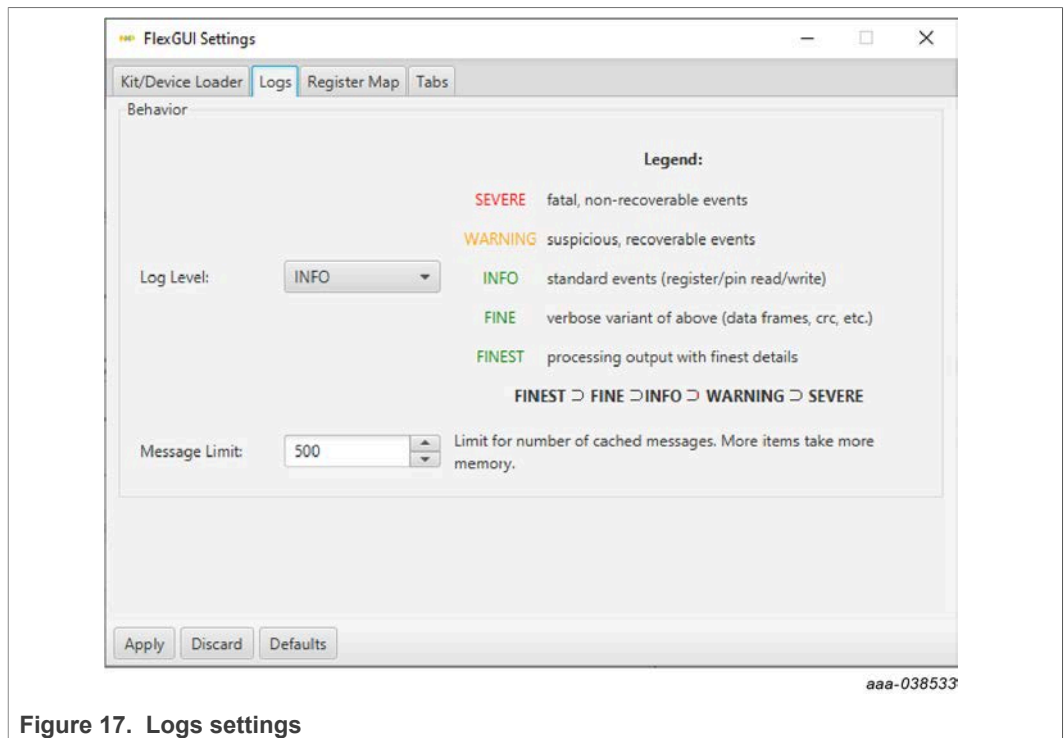 FlexGUI Settings
Kit/Device Loader Logs Register Map Tabs
Behavior
Legend:
SEVERE fatal, non-recoverable events
WARNING suspicious, recoverable events
Log Level: INFO INFO standard events (register/pin read/write)
FINE verbose variant of above (data frames, crc, etc.)
FINEST processing output with finest details
FINEST ⊃ FINE ⊃INFO ⊃ WARNING ⊃ SEVERE
Message Limit: 500 Limit for number of cached messages. More items take more
memory.
Apply Discard Defaults
aaa-038533
Figure 17. Logs settings